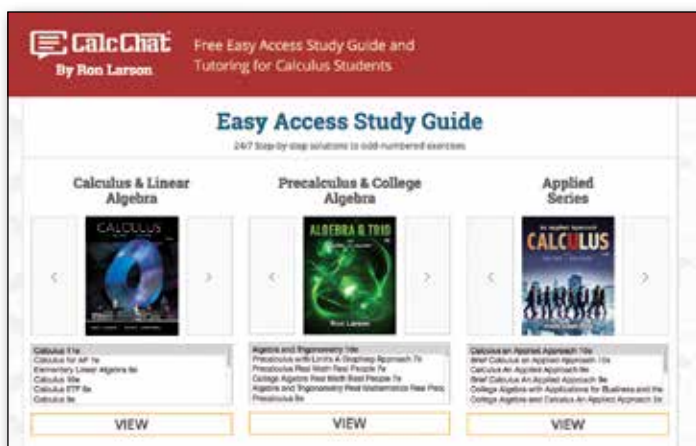 CalcChat
By Ron Larson
Free Easy Access Study Guide and
Tutoring for Calculus Students
Easy Access Study Guide
24/7 Step-by-step solutions to odd-numbered exercises
Calculus & Linear
Algebra
CALCULUS
Calculus 11e
Calculus for AP 1e
Elementary Linear Algebra 8e
Calculus 10e
Calculus ETF 6e
Calculus 9e
VIEW
Precalculus & College
Algebra
ALGEBRA & TRIG
Ron Larson
Algebra and Trigonometry 10e
Precalculus with Limits A Graphing Approach 7e
Precalculus Real Math Real People 7e
College Algebra Real Math Real People 7e
Algebra and Trigonometry Real Mathematics Real Peop
Precalculus 9e
VIEW
Applied
Series
An Applied Approach
CALCULUS
Calculus an Applied Approach 10e
Brief Calculus an Applied Approach 10e
Calculus An Applied Approach 9e
Brief Calculus An Applied Approach 9e
College Algebra with Applications for Business and the
College Algebra and Calculus An Applied Approach 2e
VIEW